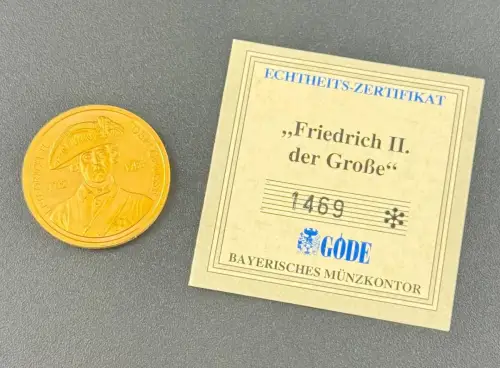 ECHTHEITS-ZERTIFIKAT
„Friedrich II.
der Große“
1469 *
GÖDE
BAYERISCHES MÜNZKONTOR